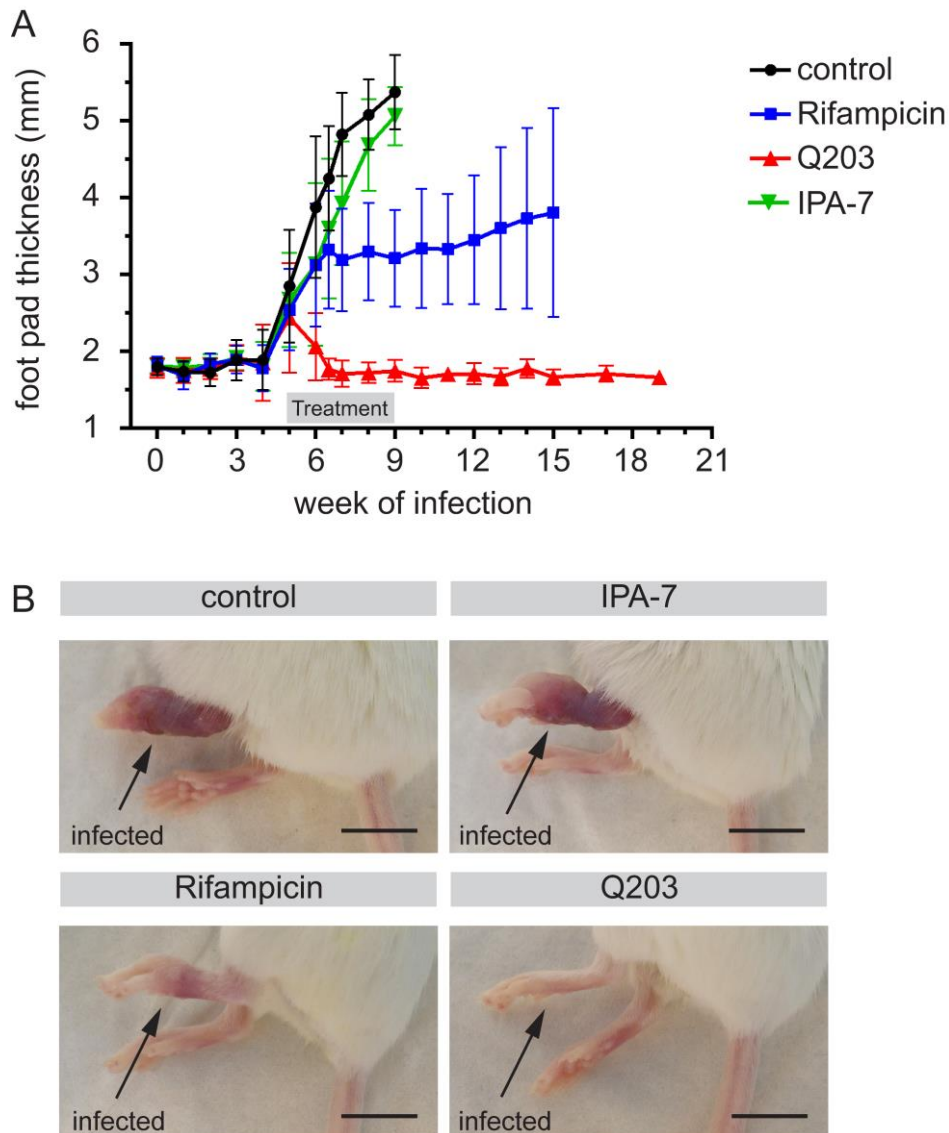 A
6
5
4
3
2
1
foot pad thickness (mm)
control
Rifampicin
Q203
IPA-7
Treatment
0 3 6 9 12 15 18 21
week of infection
B
control IPA-7
infected infected
Rifampicin Q203
infected infected